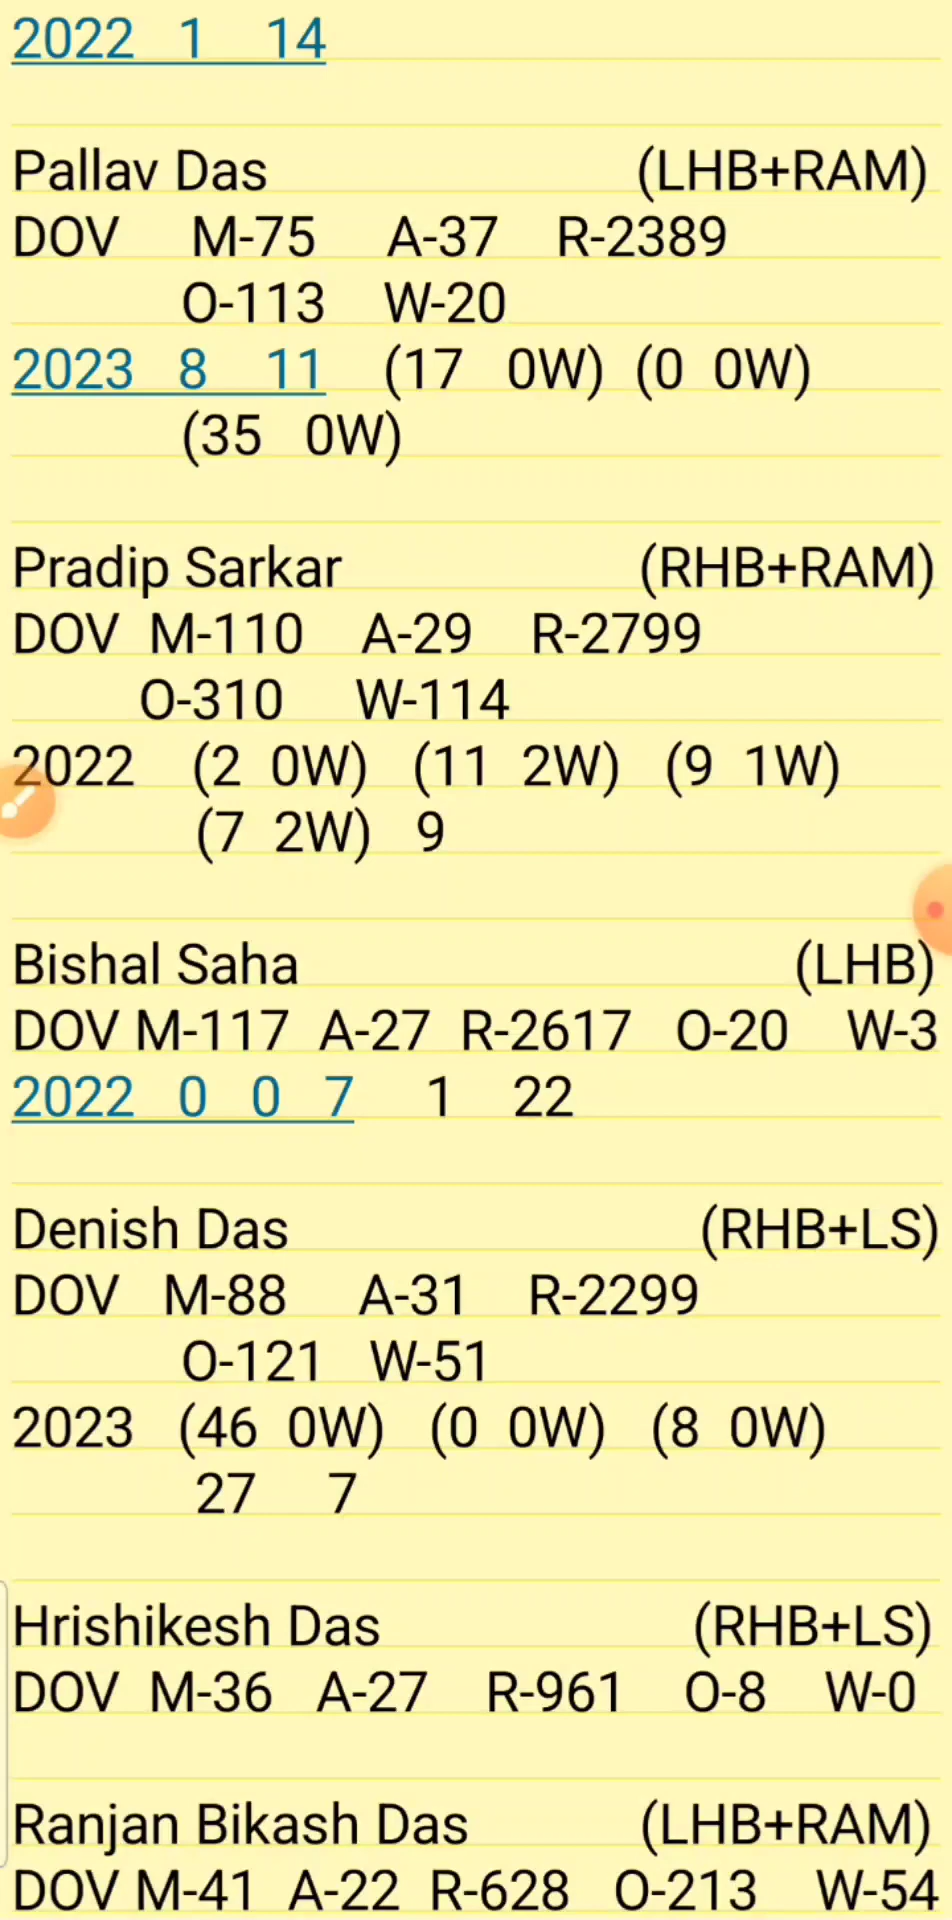 2022 1 14
Pallav Das (LHB+RAM)
DOV M-75 A-37 R-2389
O-113 W-20
2023 8 11 (17 0W) (0 0W)
(35 0W)
Pradip Sarkar (RHB+RAM)
DOV M-110 A-29 R-2799
O-310 W-114
2022 (2 0W) (11 2W) (9 1W)
(7 2W) 9
Bishal Saha (LHB)
DOV M-117 A-27 R-2617 O-20 W-3
2022 0 0 7 1 22
Denish Das (RHB+LS)
DOV M-88 A-31 R-2299
O-121 W-51
2023 (46 0W) (0 0W) (8 0W)
27 7
Hrishikesh Das (RHB+LS)
DOV M-36 A-27 R-961 O-8 W-0
Ranjan Bikash Das (LHB+RAM)
DOV M-41 A-22 R-628 O-213 W-54